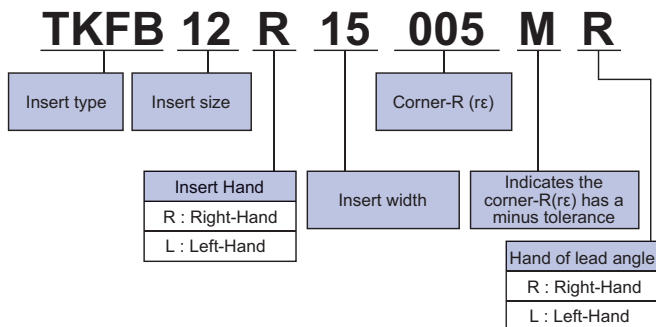 TKFB 12 R 15 005 M R
Insert type
Insert size
Corner-R (rε)
Insert Hand
R : Right-Hand
L : Left-Hand
Insert width
Indicates the
corner-R(rε) has a
minus tolerance
Hand of lead angle
R : Right-Hand
L : Left-Hand